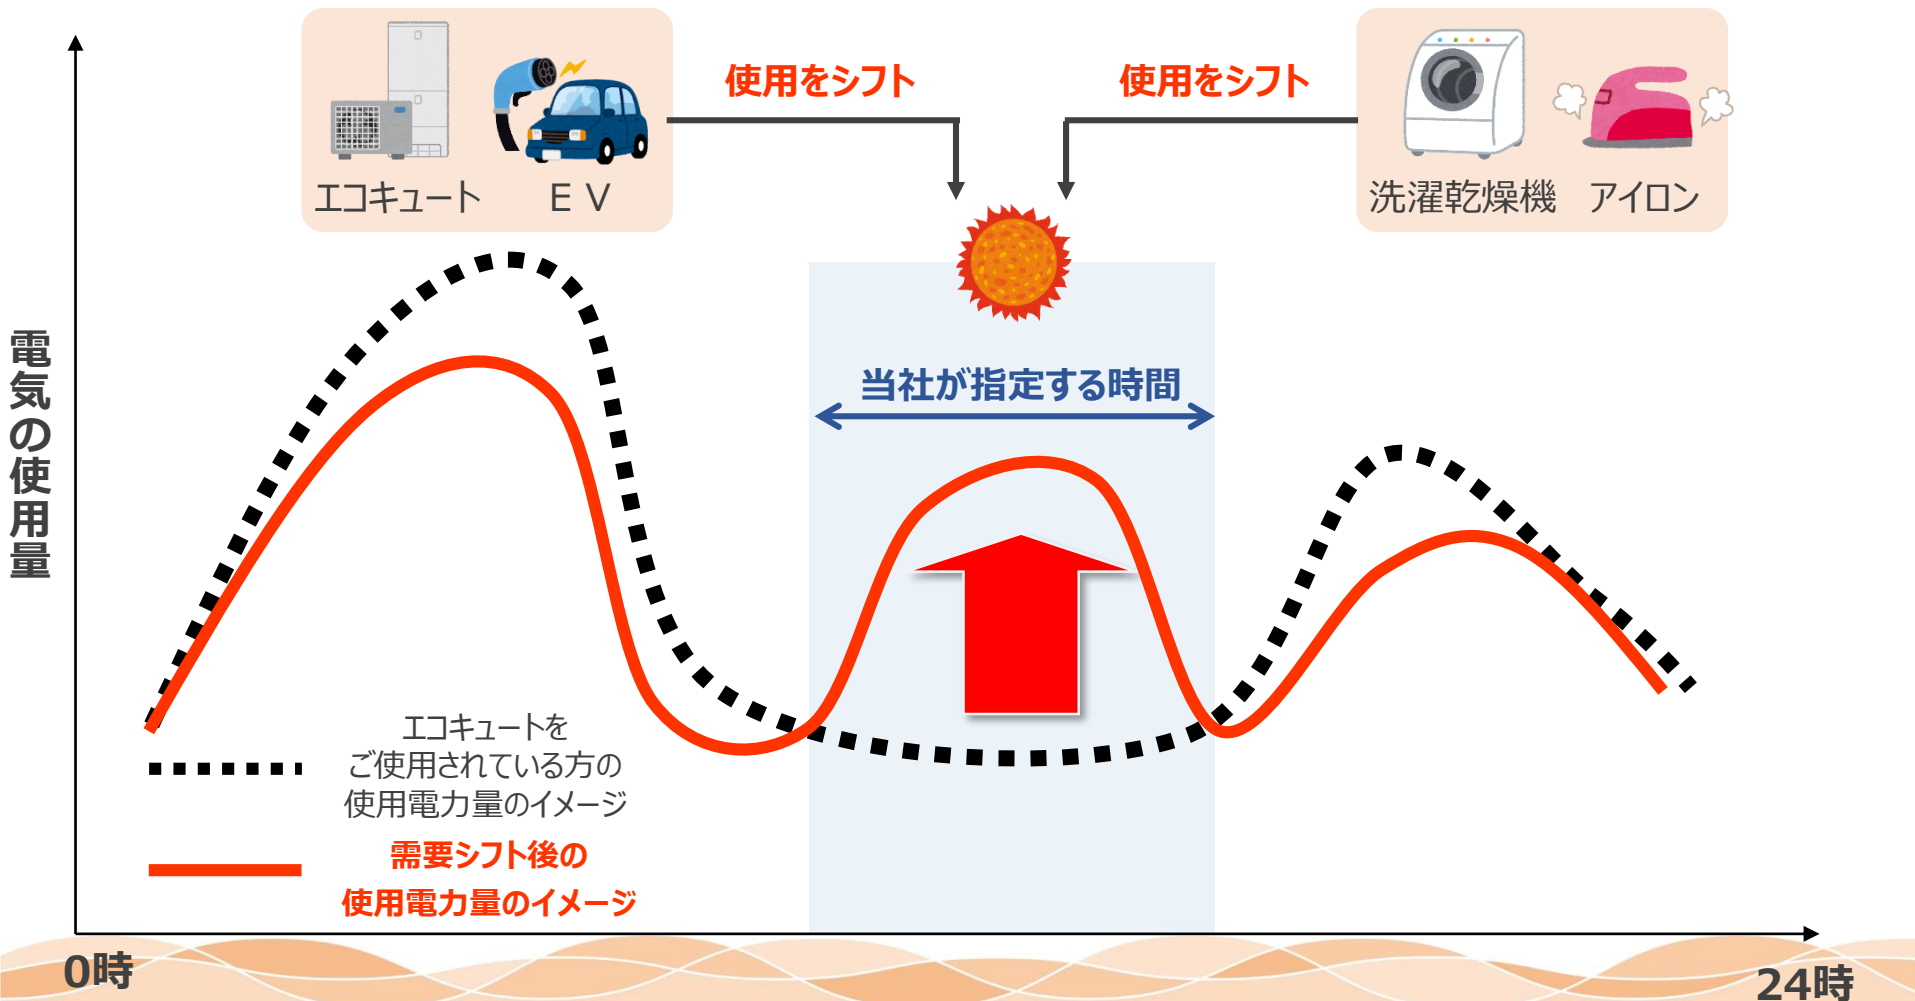 使用をシフト
使用をシフト
エコキュート
ＥＶ
洗濯乾燥機
アイロン
電気の使用量
当社が指定する時間
エコキュートを
ご使用されている方の
使用電力量のイメージ
需要シフト後の
使用電力量のイメージ
0時
24時